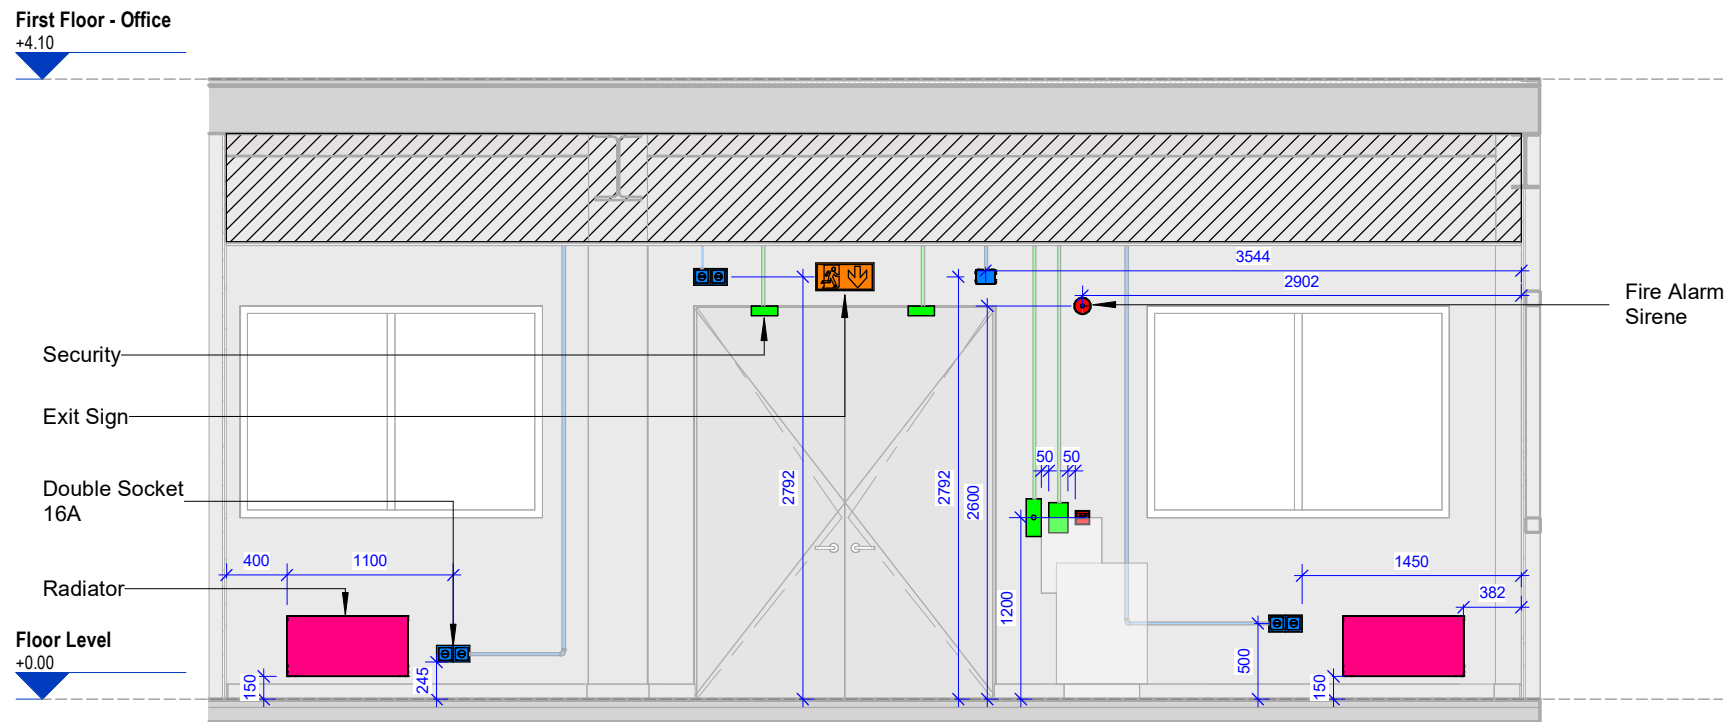 First Floor - Office
+4.10
3544
2902
Fire Alarm
Sirene
Security
Exit Sign
50
50
2792
2792
2600
Double Socket
16A
400
1100
1450
Radiator
382
1200
Floor Level
+0.00
150
245
500
150